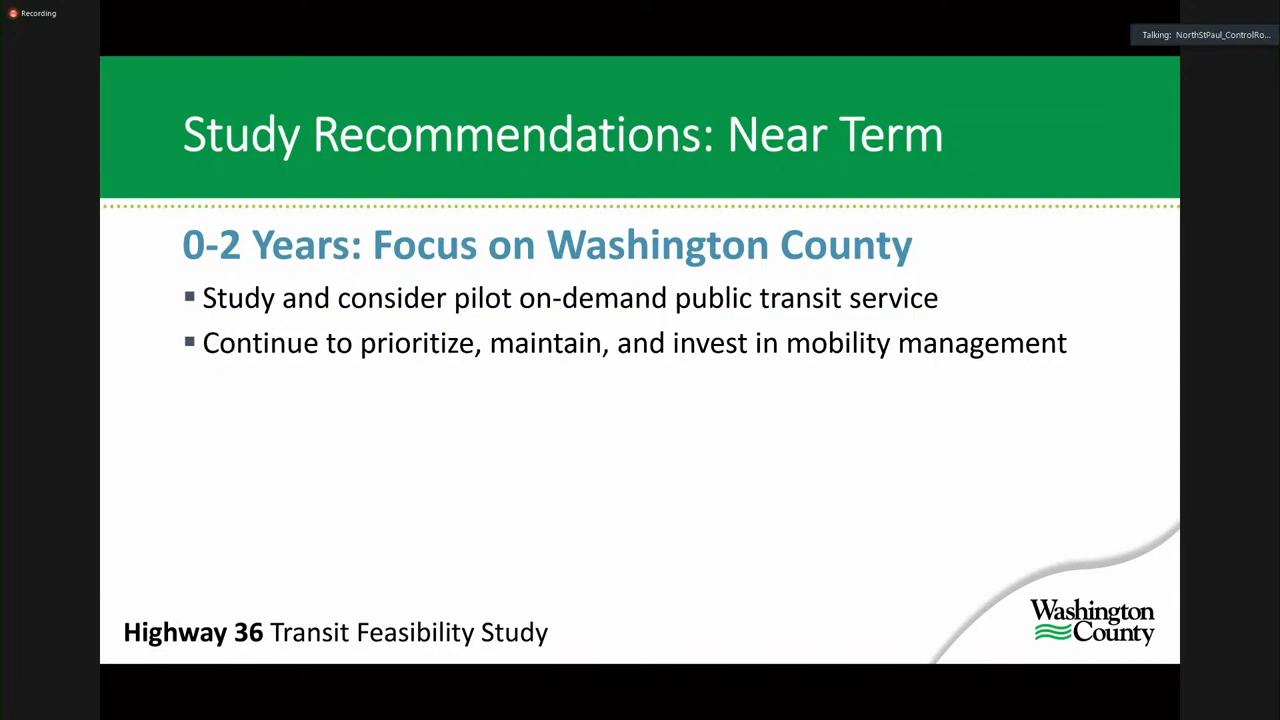 Recording
Talking: NorthStPaul_ControlRo...
Study Recommendations: Near Term
0-2 Years: Focus on Washington County
▪ Study and consider pilot on-demand public transit service
▪ Continue to prioritize, maintain, and invest in mobility management
Highway 36 Transit Feasibility Study
Washington
County